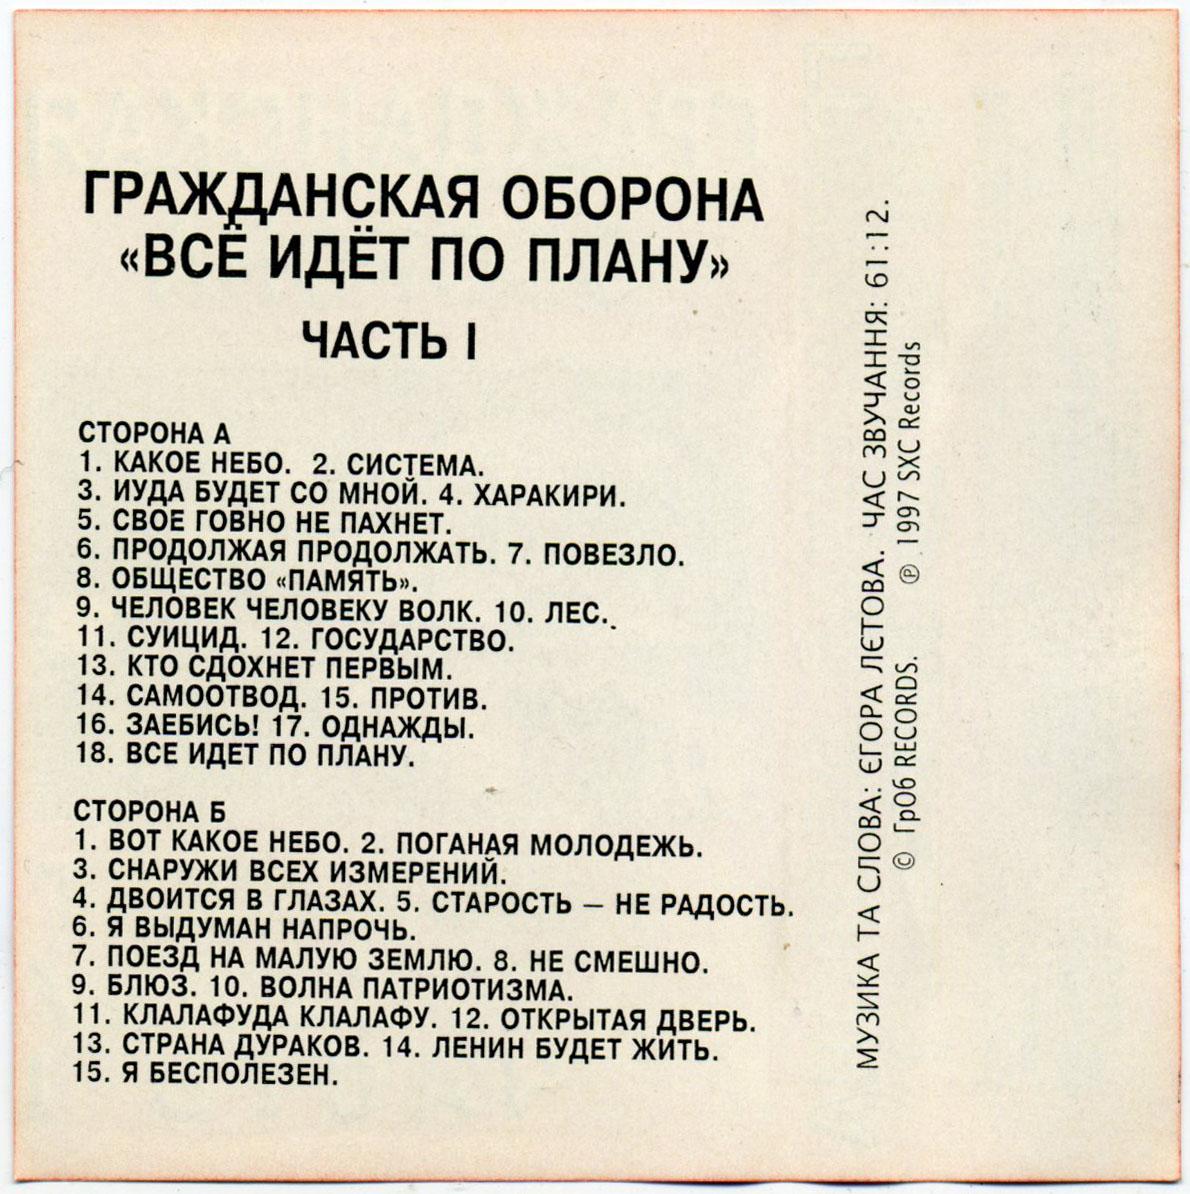 ГРАЖДАНСКАЯ ОБОРОНА
«ВСЁ ИДЁТ ПО ПЛАНУ»
ЧАСТЬ I
СТОРОНА А
1. КАКОЕ НЕБО. 2. СИСТЕМА.
3. ИУДА БУДЕТ СО МНОЙ. 4. ХАРАКИРИ.
5. СВОЕ ГОВНО НЕ ПАХНЕТ.
6. ПРОДОЛЖАЯ ПРОДОЛЖАТЬ. 7. ПОВЕЗЛО.
8. ОБЩЕСТВО «ПАМЯТЬ».
9. ЧЕЛОВЕК ЧЕЛОВЕКУ ВОЛК. 10. ЛЕС.
11. СУИЦИД. 12. ГОСУДАРСТВО.
13. КТО СДОХНЕТ ПЕРВЫМ.
14. САМООТВОД. 15. ПРОТИВ.
16. ЗАЕБИСЬ! 17. ОДНАЖДЫ.
18. ВСЕ ИДЕТ ПО ПЛАНУ.
СТОРОНА Б
1. ВОТ КАКОЕ НЕБО. 2. ПОГАНАЯ МОЛОДЕЖЬ.
3. СНАРУЖИ ВСЕХ ИЗМЕРЕНИЙ.
4. ДВОИТСЯ В ГЛАЗАХ. 5. СТАРОСТЬ – НЕ РАДОСТЬ.
6. Я ВЫДУМАН НАПРОЧЬ.
7. ПОЕЗД НА МАЛУЮ ЗЕМЛЮ. 8. НЕ СМЕШНО.
9. БЛЮЗ. 10. ВОЛНА ПАТРИОТИЗМА.
11. КЛАЛАФУДА КЛАЛАФУ. 12. ОТКРЫТАЯ ДВЕРЬ.
13. СТРАНА ДУРАКОВ. 14. ЛЕНИН БУДЕТ ЖИТЬ.
15. Я БЕСПОЛЕЗЕН.
МУЗИКА ТА СЛОВА: ЄГОРА ЛЄТОВА. ЧАС ЗВУЧАННЯ: 61:12.
© ГрОб RECORDS. ℗ 1997 SXC Records